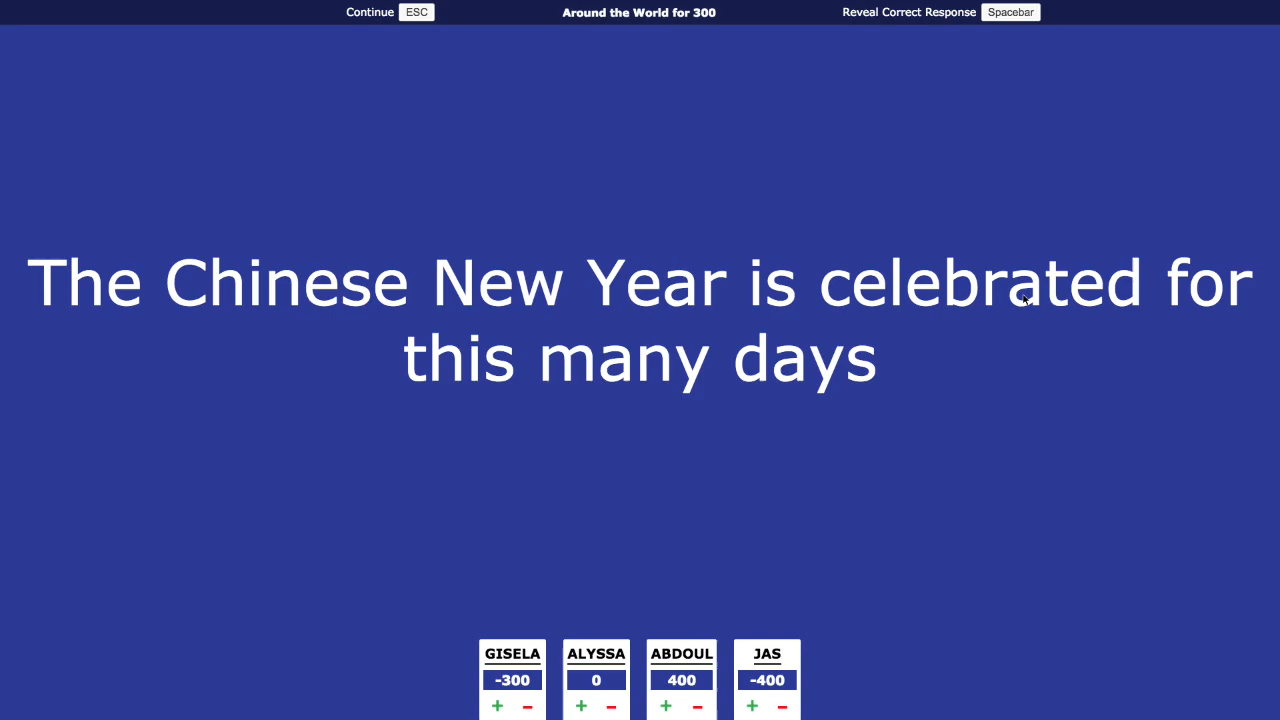 Continue ESC Around the World for 300 Reveal Correct Response Spacebar
The Chinese New Year is celebrated for
this many days
GISELA ALYSSA ABDOUL JAS
-300 0 400 -400
+ - + - + - + -